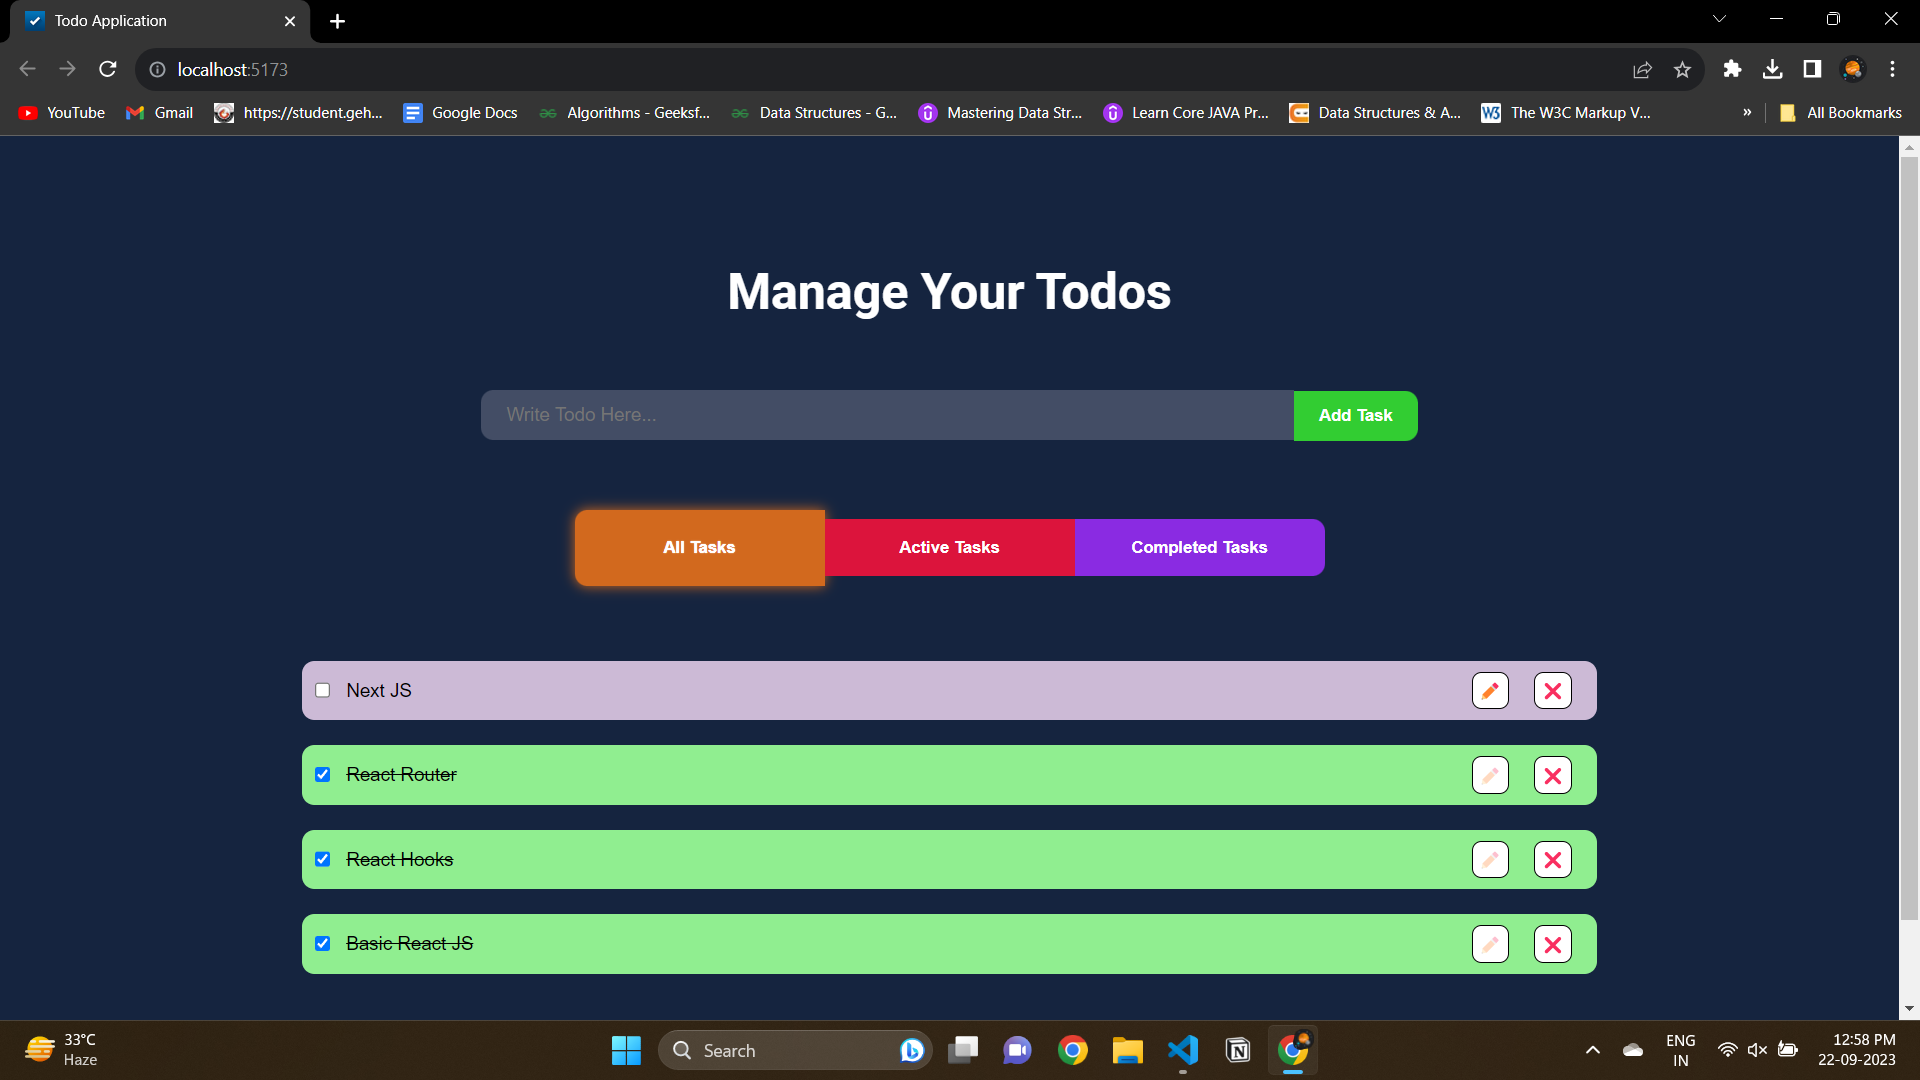 Todo Application
localhost:5173
YouTube
Gmail
https://student.geh...
Google Docs
Algorithms - Geeksf...
Data Structures - G...
Mastering Data Str...
Learn Core JAVA Pr...
Data Structures & A...
The W3C Markup V...
»
All Bookmarks
Manage Your Todos
Write Todo Here...
Add Task
All Tasks
Active Tasks
Completed Tasks
Next JS
React Router
React Hooks
Basic React JS
33°C
Haze
Search
ENG
IN
12:58 PM
22-09-2023